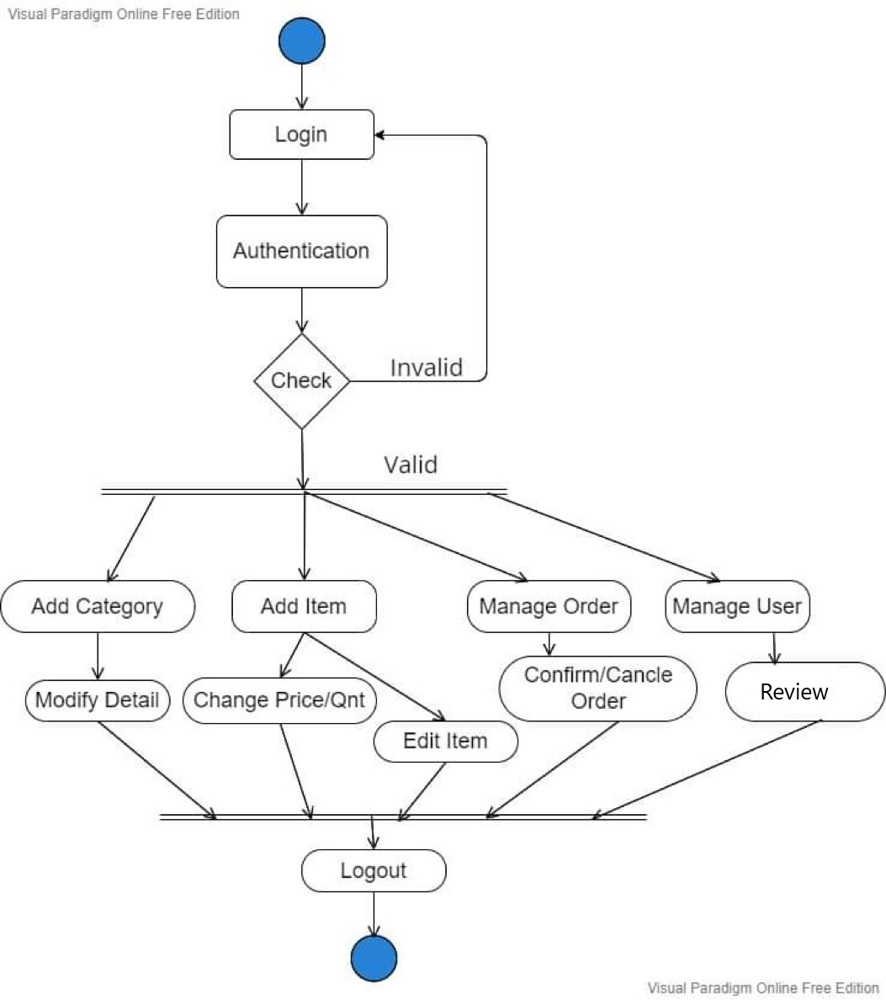 Visual Paradigm Online Free Edition
Login
Authentication
Check
Invalid
Valid
Add Category
Add Item
Manage Order
Manage User
Modify Detail
Change Price/Qnt
Confirm/Cancle
Order
Review
Edit Item
Logout
Visual Paradigm Online Free Edition